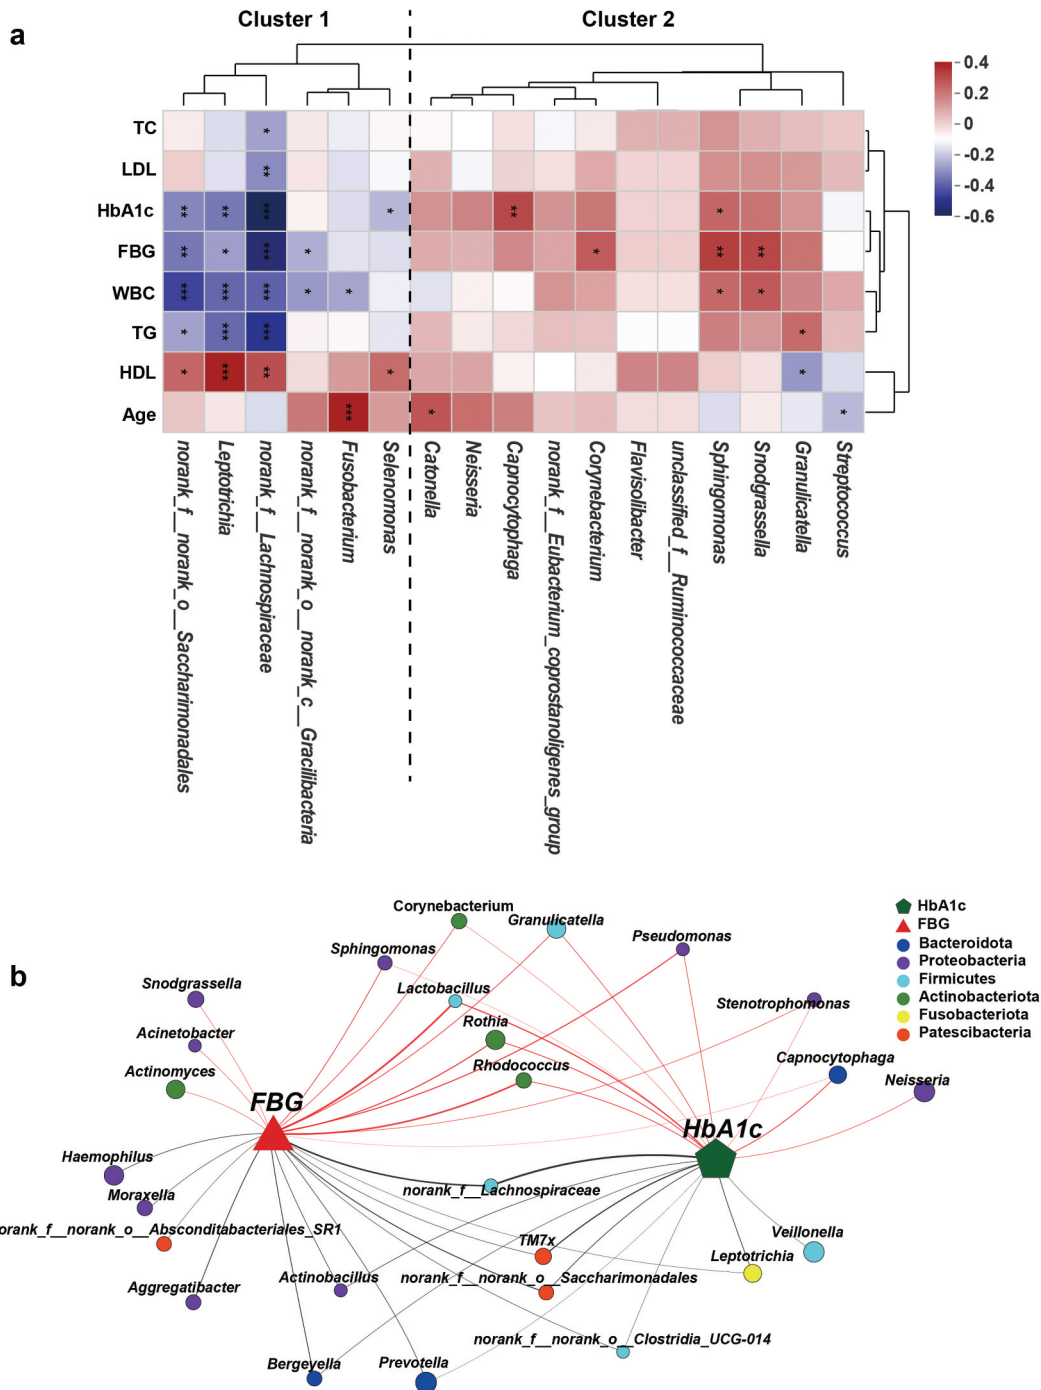 Cluster 1
Cluster 2
a
0.4
0.2
0
-0.2
-0.4
-0.6
TC
*
LDL
**
HbA1c
** ** *** * ** *
FBG
** * *** * * ** **
WBC
*** *** *** * * * *
TG
* *** *** *
HDL
* *** ** * *
Age
*** * *
norank_f__norank_o__Saccharimonadales
Leptotrichia
norank_f__Lachnospiraceae
norank_f__norank_o__norank_c__Gracilibacteria
Fusobacterium
Selenomonas
Catonella
Neisseria
Capnocytophaga
norank_f__Eubacterium_coprostanoligenes_group
Corynebacterium
Flavisolibacter
unclassified_f__Ruminococcaceae
Sphingomonas
Snodgrassella
Granulicatella
Streptococcus
b
HbA1c
FBG
Bacteroidota
Proteobacteria
Firmicutes
Actinobacteriota
Fusobacteriota
Patescibacteria
Corynebacterium
Granulicatella
Pseudomonas
Sphingomonas
Snodgrassella
Lactobacillus
Stenotrophomonas
Acinetobacter
Rothia
Capnocytophaga
Actinomyces
Rhodococcus
Neisseria
FBG
HbA1c
Haemophilus
Moraxella
norank_f__Lachnospiraceae
orank_f__norank_o__Absconditabacteriales_SR1
TM7x
Veillonella
Leptotrichia
Aggregatibacter
Actinobacillus
norank_f__norank_o__Saccharimonadales
norank_f__norank_o__Clostridia_UCG-014
Bergeyella
Prevotella